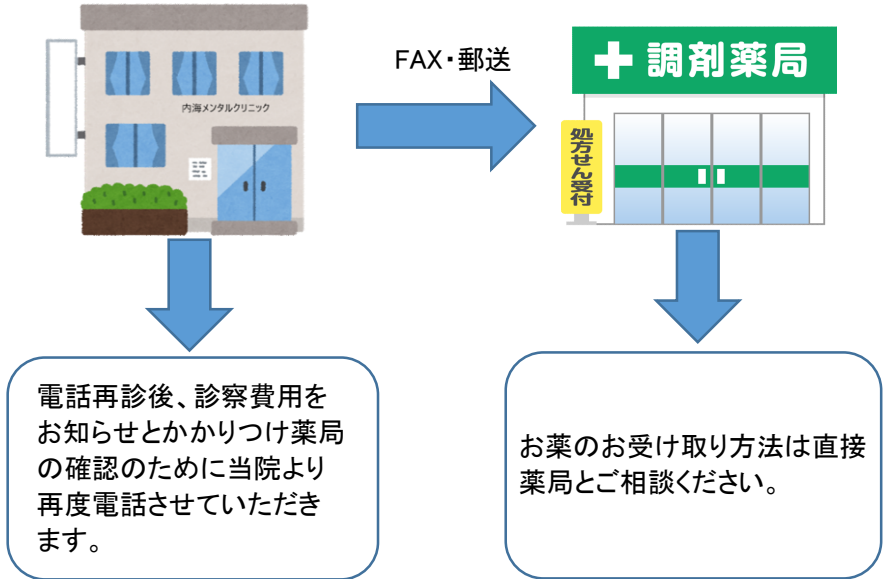 FAX・郵送
内海メンタルクリニック
調剤薬局
処方せん受付
電話再診後、診察費用を
お知らせとかかりつけ薬局
の確認のために当院より
再度電話させていただき
ます。
お薬のお受け取り方法は直接
薬局とご相談ください。